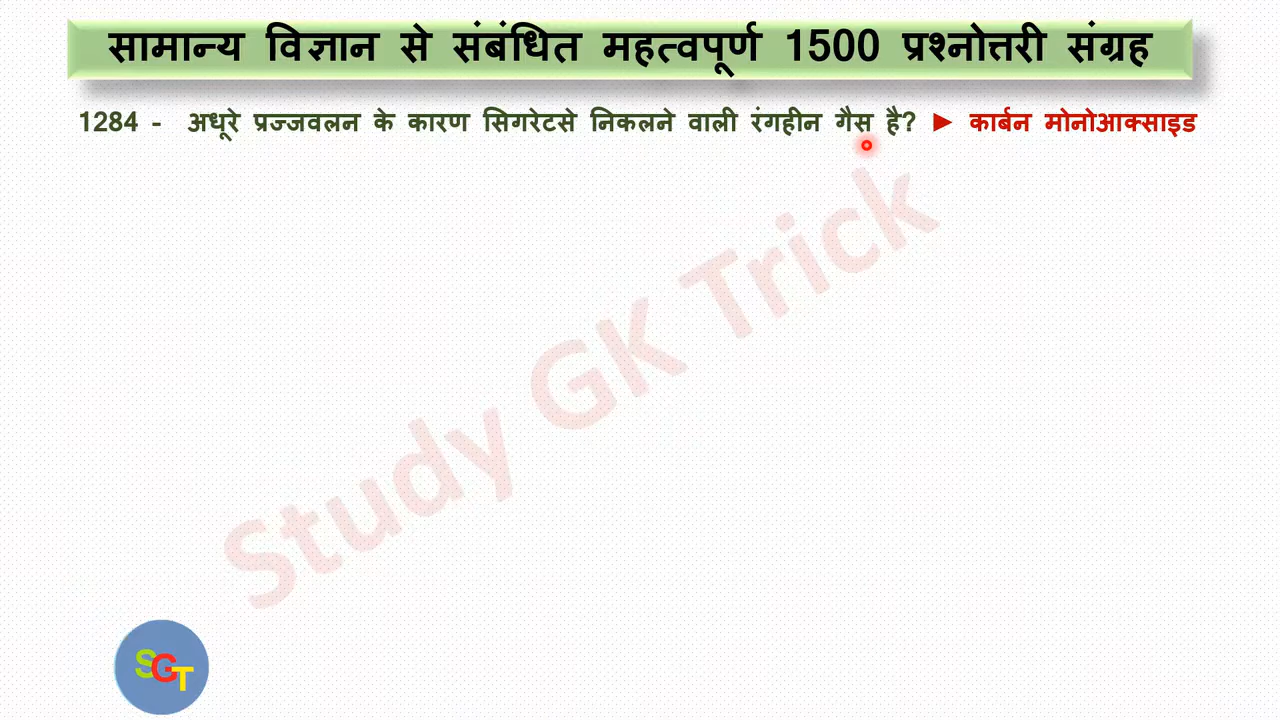 सामान्य विज्ञान से संबंधित महत्वपूर्ण 1500 प्रश्नोत्तरी संग्रह
1284 - अधूरे प्रज्जवलन के कारण सिगरेटसे निकलने वाली रंगहीन गैस है? ► कार्बन मोनोआक्साइड
Study GK Trick
SGT